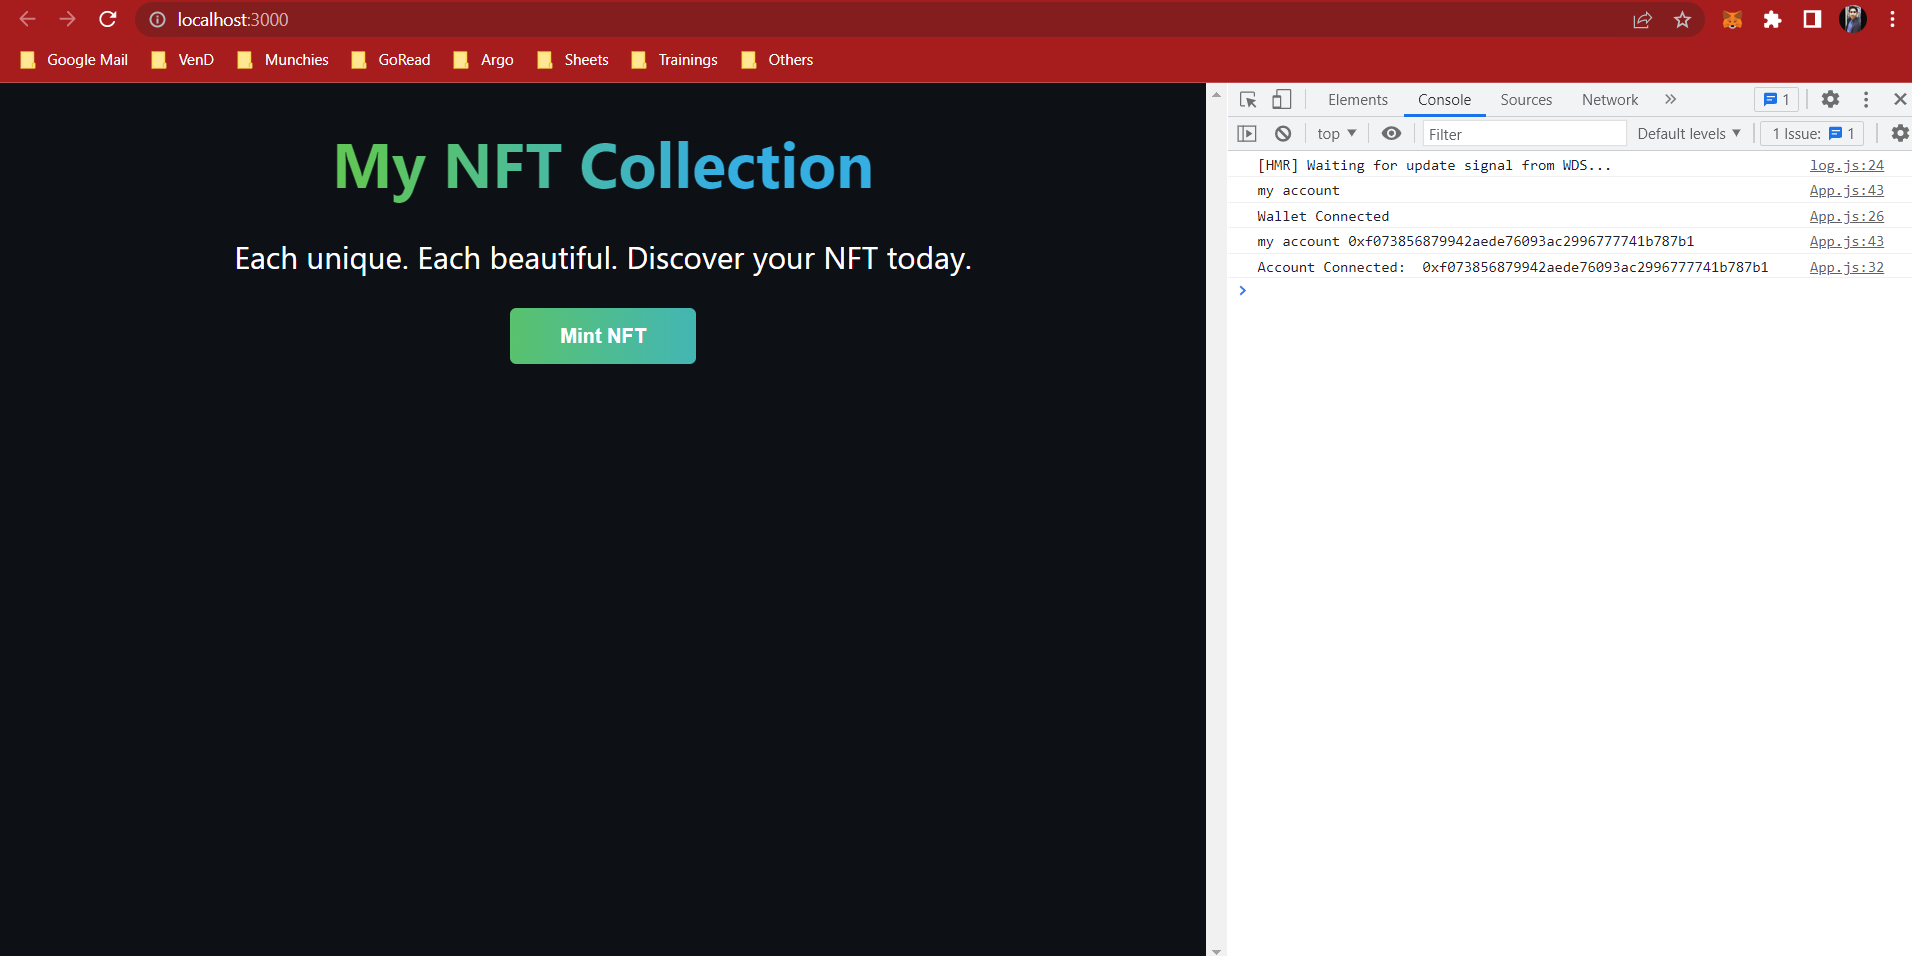 localhost:3000
Google Mail VenD Munchies GoRead Argo Sheets Trainings Others
My NFT Collection
Each unique. Each beautiful. Discover your NFT today.
Mint NFT
Elements Console Sources Network 1
top Filter Default levels 1 Issue: 1
[HMR] Waiting for update signal from WDS... log.js:24
my account App.js:43
Wallet Connected App.js:26
my account 0xf073856879942aede76093ac2996777741b787b1 App.js:43
Account Connected: 0xf073856879942aede76093ac2996777741b787b1 App.js:32